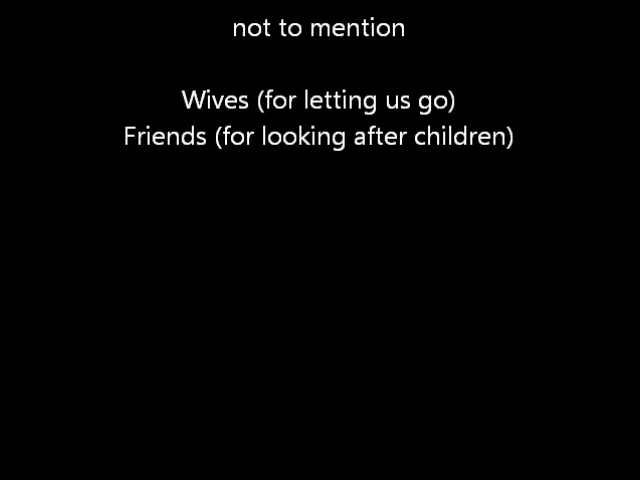 not to mention
Wives (for letting us go)
Friends (for looking after children)